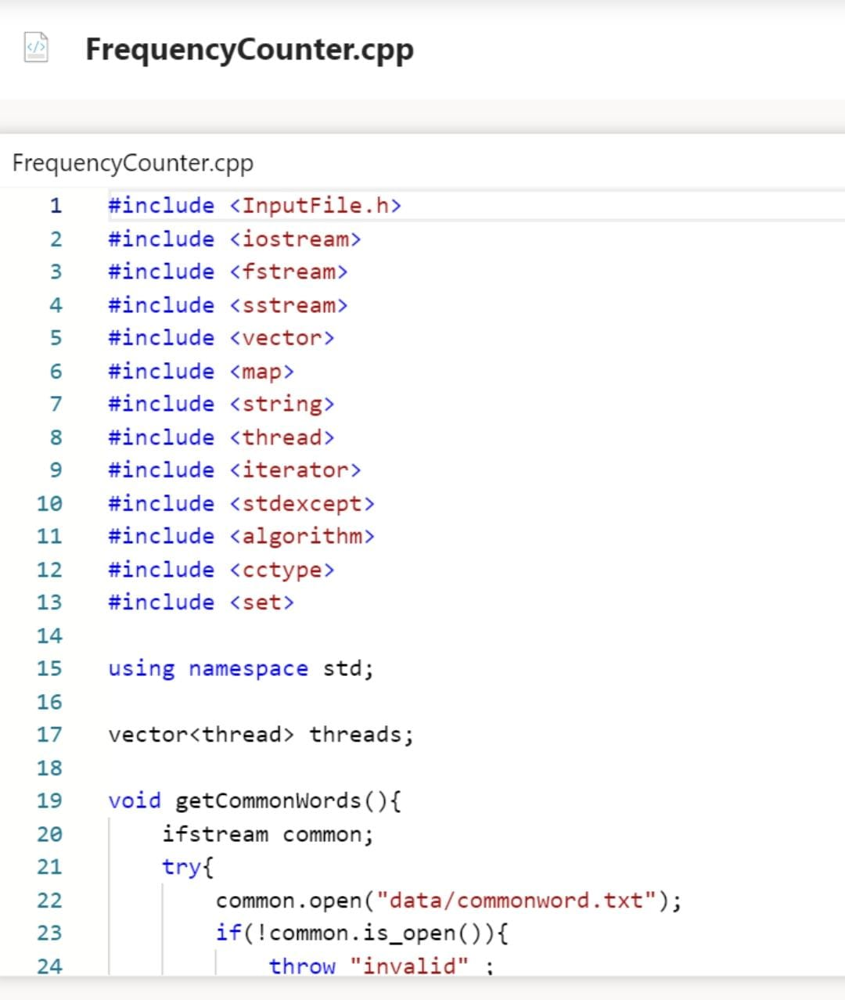 FrequencyCounter.cpp
FrequencyCounter.cpp
1 #include <InputFile.h>
2 #include <iostream>
3 #include <fstream>
4 #include <sstream>
5 #include <vector>
6 #include <map>
7 #include <string>
8 #include <thread>
9 #include <iterator>
10 #include <stdexcept>
11 #include <algorithm>
12 #include <cctype>
13 #include <set>
14
15 using namespace std;
16
17 vector<thread> threads;
18
19 void getCommonWords(){
20     ifstream common;
21     try{
22         common.open("data/commonword.txt");
23         if(!common.is_open()){
24             throw "invalid" ;